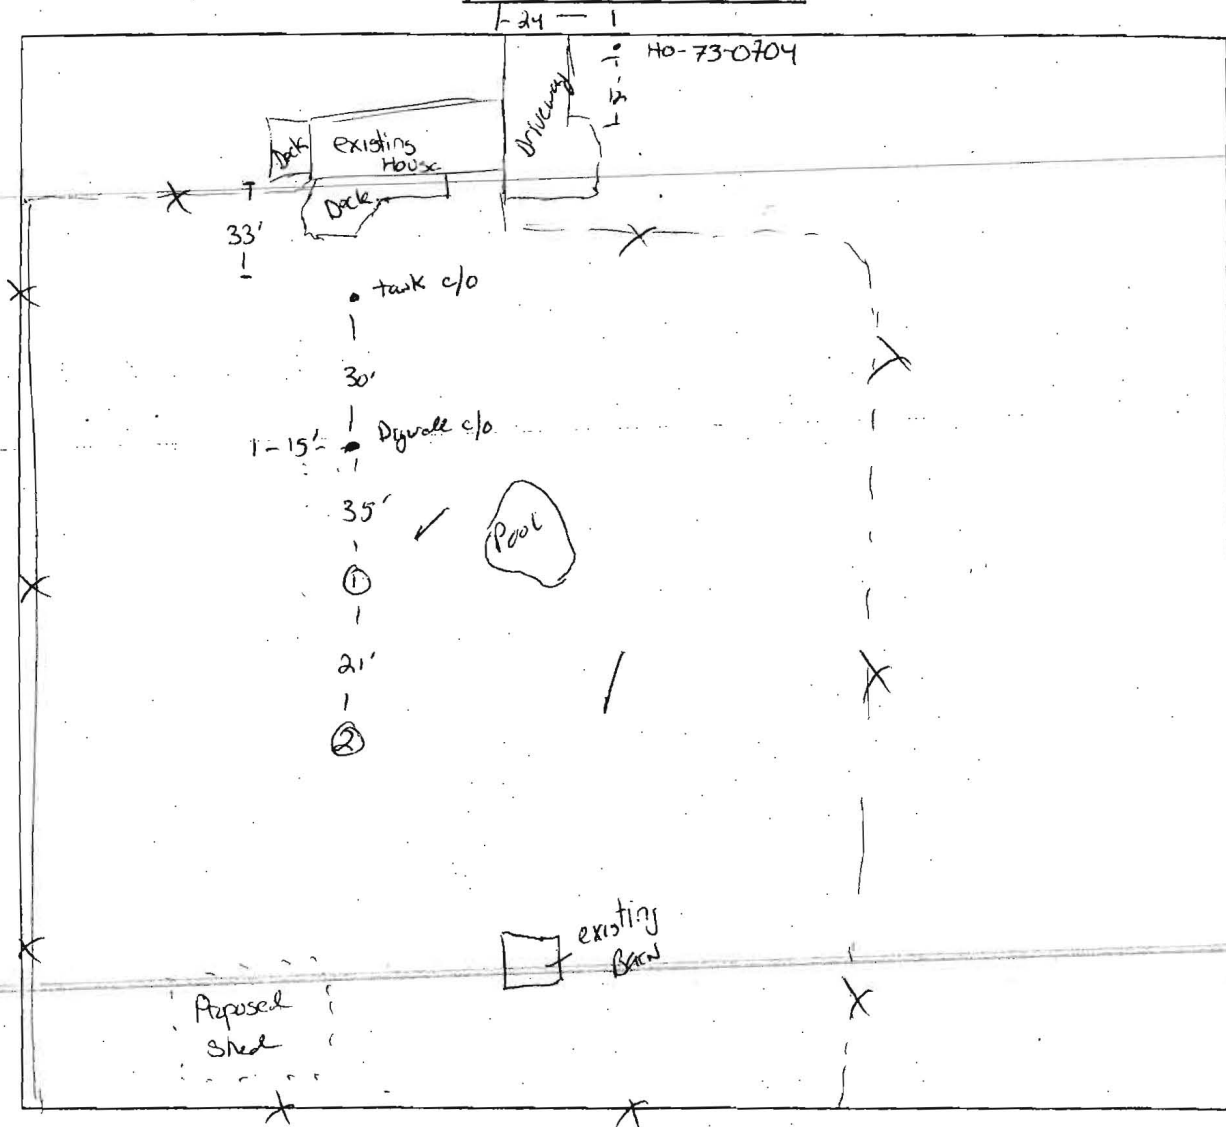 24
HO-73-0704
12'
Driveway
Deck
existing
House
Deck
33'
tank c/o
30'
15'
Drywell c/o
35'
Pool
1
21'
2
existing
Barn
Proposed
Shed